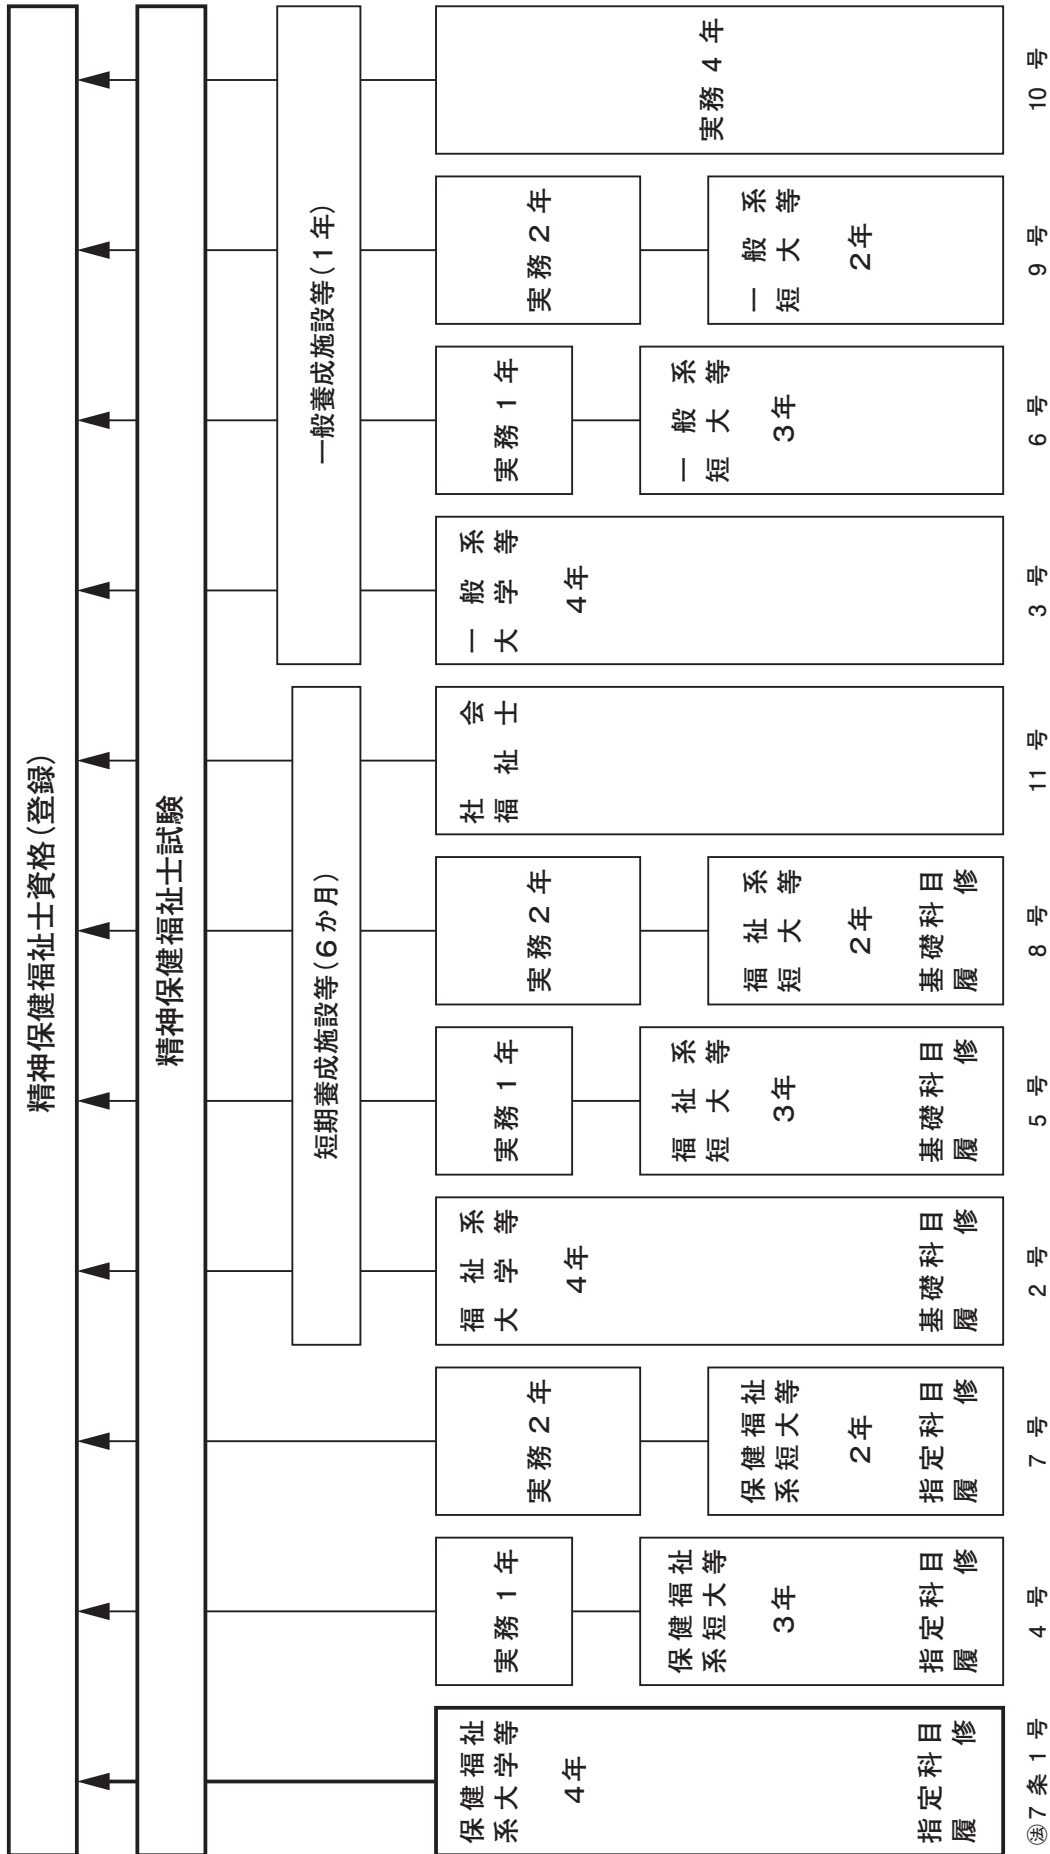 精神保健福祉士資格(登録)
精神保健福祉士試験
短期養成施設等(6か月)
一般養成施設等(1年)
保健福祉
系大学等
4年
指定科目
履修
㊑7条1号
実務1年
保健福祉
系短大等
3年
指定科目
履修
4号
実務2年
保健福祉
系短大等
2年
指定科目
履修
7号
福祉系
大学等
4年
基礎科目
履修
2号
実務1年
福祉系
短大等
3年
基礎科目
履修
5号
実務2年
福祉系
短大等
2年
基礎科目
履修
8号
社会
福祉士
11号
一般系
大学等
4年
3号
実務1年
一般系
短大等
3年
6号
実務2年
一般系
短大等
2年
9号
実務4年
10号